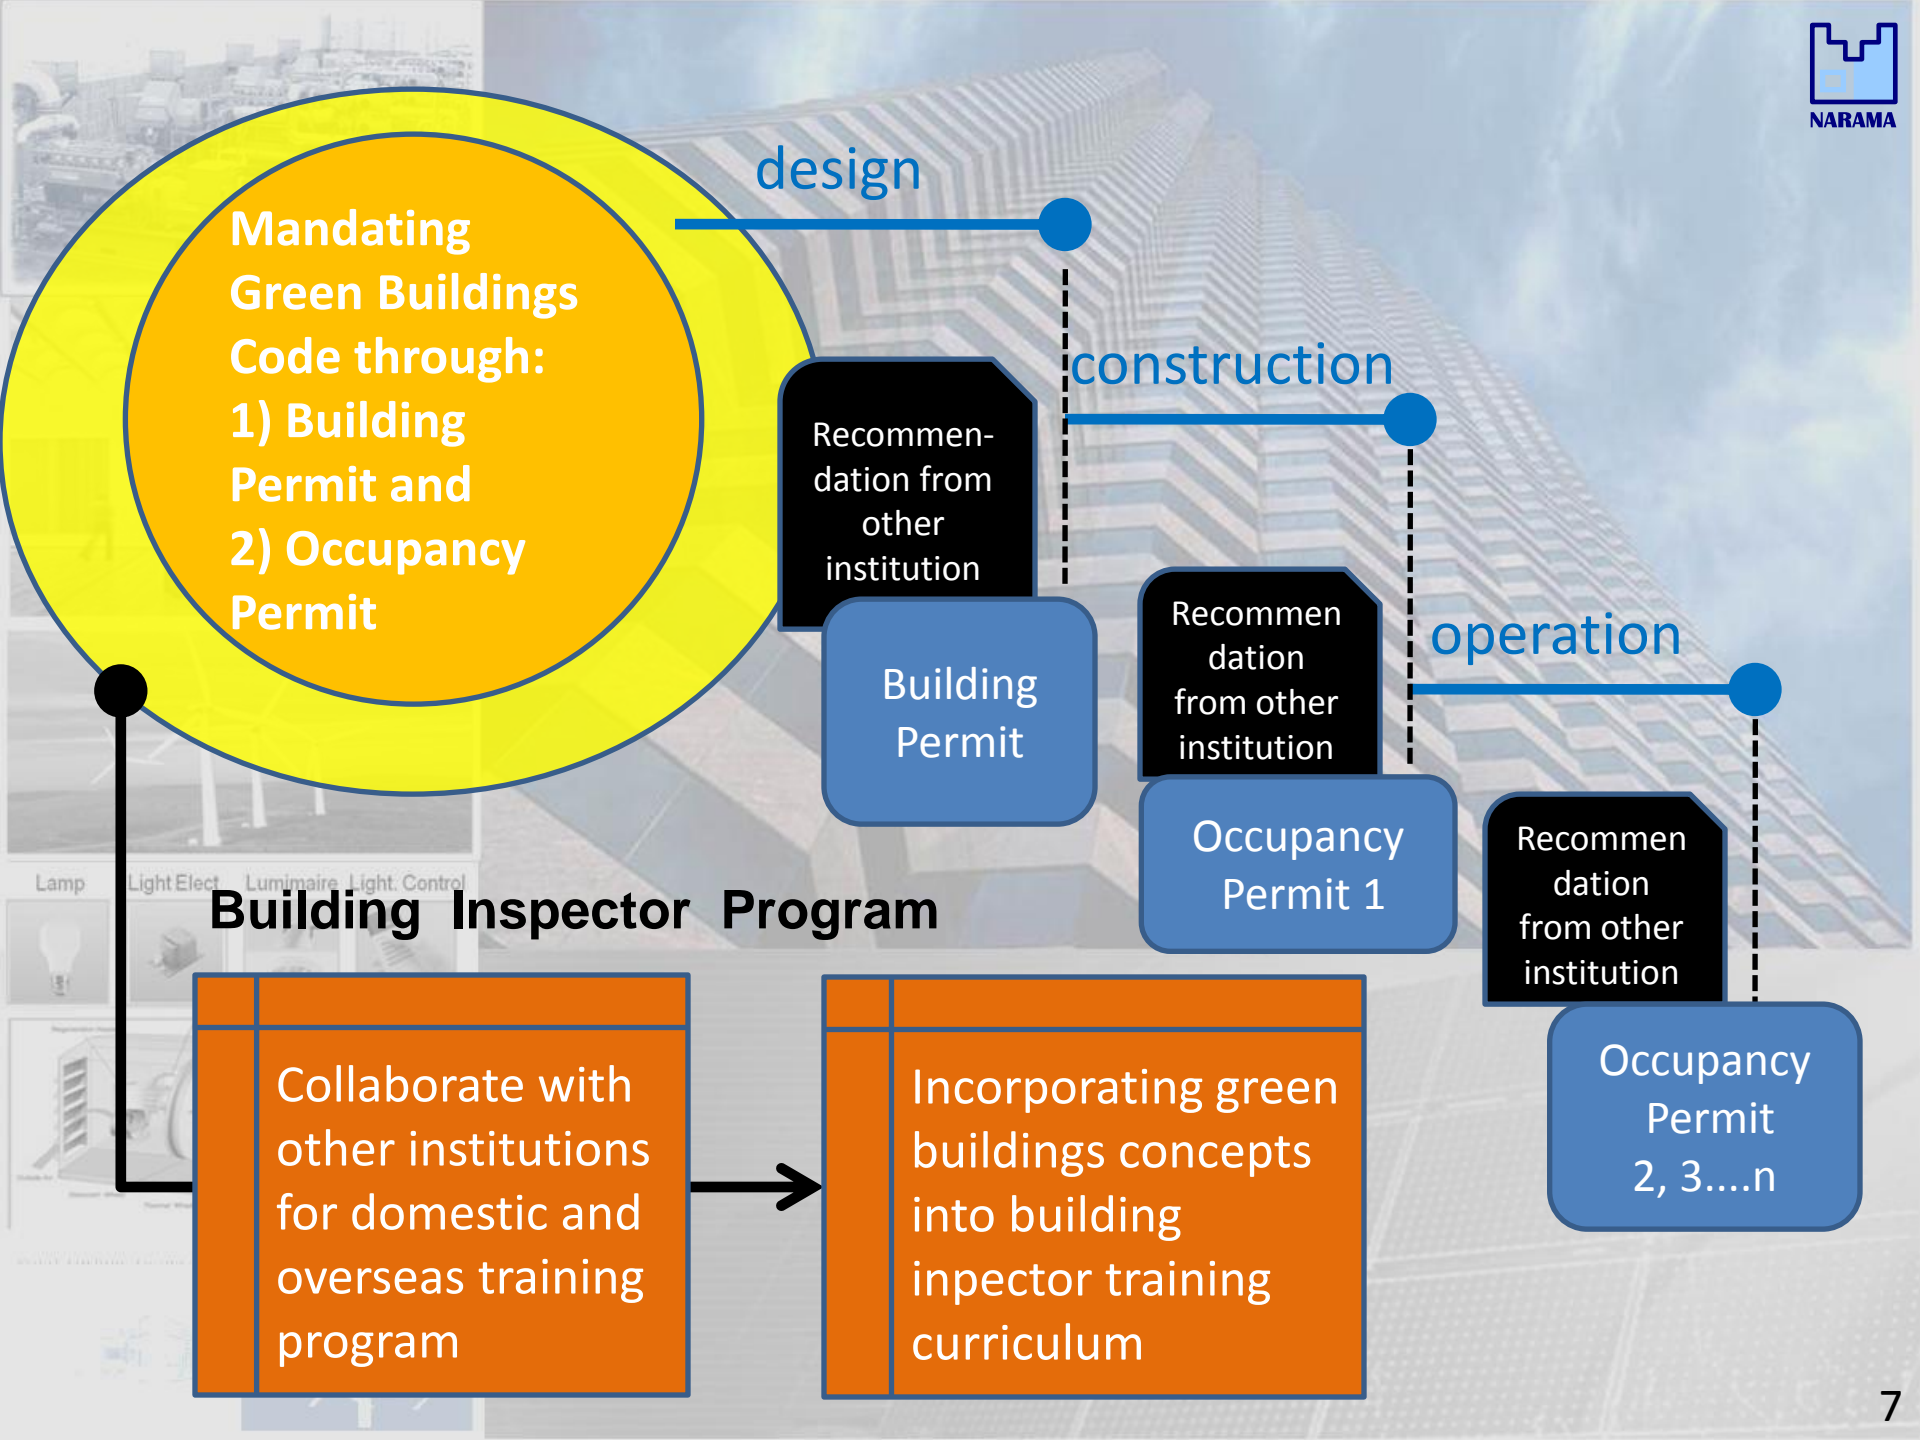 NARAMA
design
Mandating
Green Buildings
Code through:
1) Building
Permit and
2) Occupancy
Permit
construction
Recommen-
dation from
other
institution
Building
Permit
Recommen
dation
from other
institution
operation
Occupancy
Permit 1
Recommen
dation
from other
institution
Occupancy
Permit
2, 3....n
Lamp
Light Elect
Lumimaire
Light. Control
Building Inspector Program
Collaborate with
other institutions
for domestic and
overseas training
program
Incorporating green
buildings concepts
into building
inpector training
curriculum
7